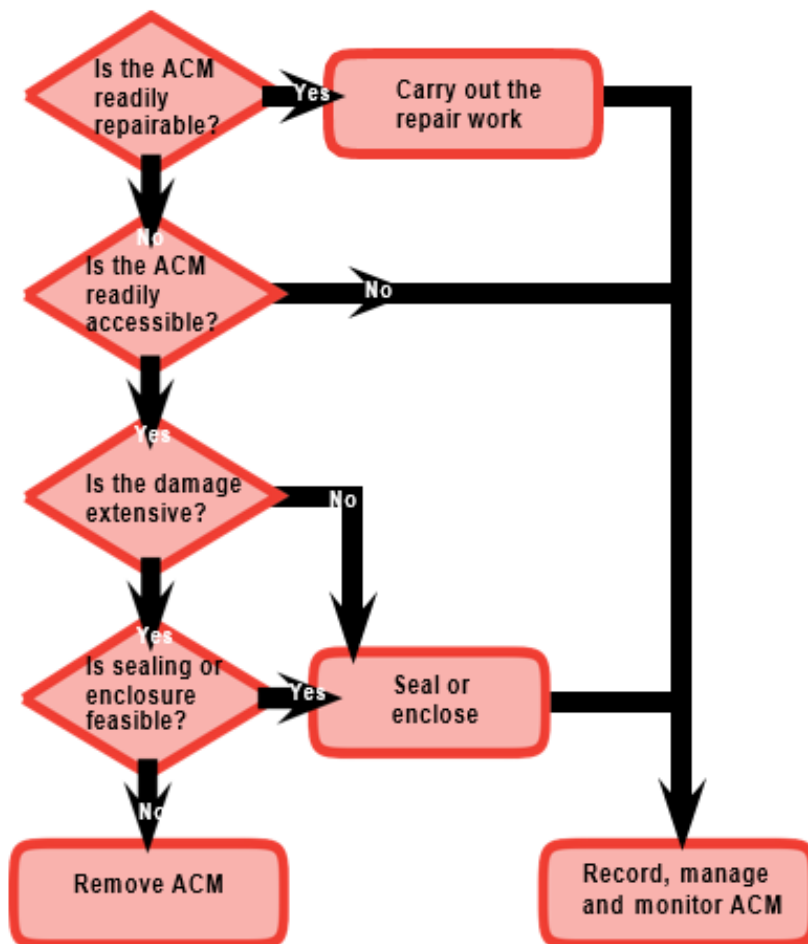 Is the ACM
readily
repairable?
Yes
Carry out the
repair work
No
Is the ACM
readily
accessible?
No
Yes
Is the damage
extensive?
No
Yes
Is sealing or
enclosure
feasible?
Yes
Seal or
enclose
No
Remove ACM
Record, manage
and monitor ACM